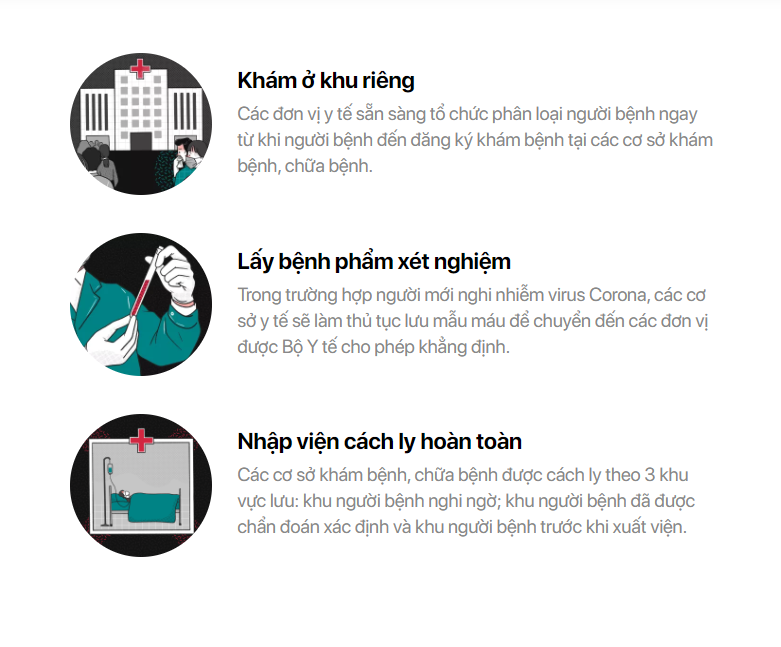 Khám ở khu riêng
Các đơn vị y tế sẵn sàng tổ chức phân loại người bệnh ngay
từ khi người bệnh đến đăng ký khám bệnh tại các cơ sở khám
bệnh, chữa bệnh.
Lấy bệnh phẩm xét nghiệm
Trong trường hợp người mới nghi nhiễm virus Corona, các cơ
sở y tế sẽ làm thủ tục lưu mẫu máu để chuyển đến các đơn vị
được Bộ Y tế cho phép khẳng định.
Nhập viện cách ly hoàn toàn
Các cơ sở khám bệnh, chữa bệnh được cách ly theo 3 khu
vực lưu: khu người bệnh nghi ngờ; khu người bệnh đã được
chẩn đoán xác định và khu người bệnh trước khi xuất viện.